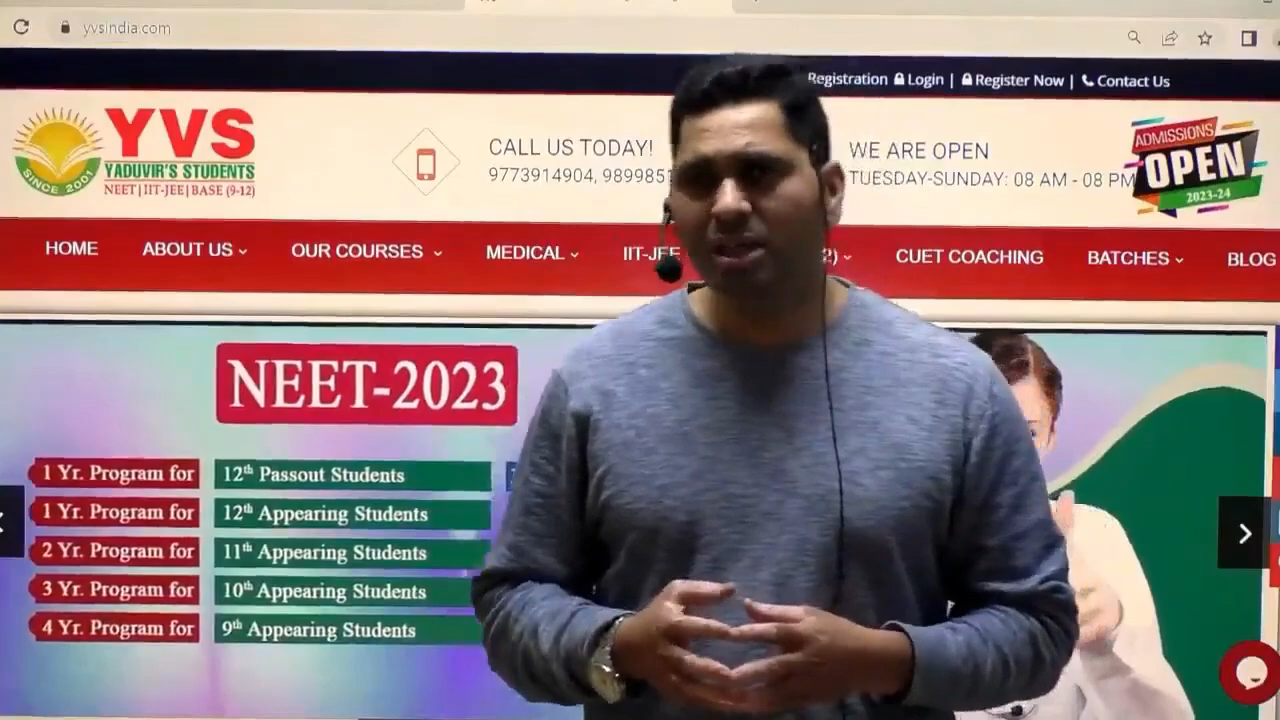 yvsindia.com
Registration Login | Register Now | Contact Us
YVS
YADUVIR'S STUDENTS
NEET|IIT-JEE|BASE (9-12)
SINCE 2001
CALL US TODAY!
9773914904, 989985
WE ARE OPEN
TUESDAY-SUNDAY: 08 AM - 08 PM
ADMISSIONS
OPEN
2023-24
HOME ABOUT US OUR COURSES MEDICAL IIT-JEE 2) CUET COACHING BATCHES BLOG
NEET-2023
1 Yr. Program for 12th Passout Students
1 Yr. Program for 12th Appearing Students
2 Yr. Program for 11th Appearing Students
3 Yr. Program for 10th Appearing Students
4 Yr. Program for 9th Appearing Students